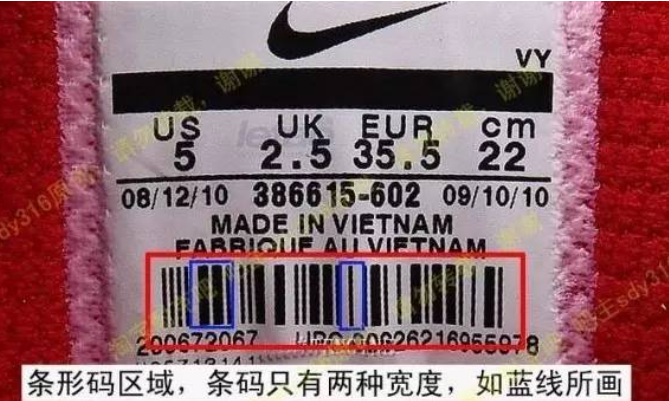 VY
US UK EUR cm
5 2.5 35.5 22
08/12/10 386615-602 09/10/10
MADE IN VIETNAM
FABRIQUE AU VIETNAM
200672067
条形码区域，条码只有两种宽度，如蓝线所画